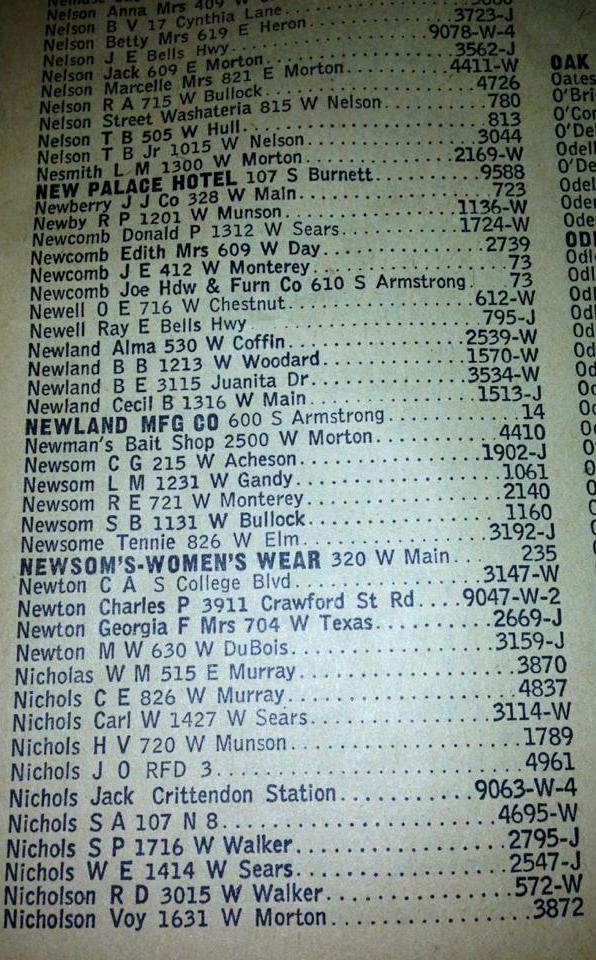 Nelson Anna Mrs 409 W
Nelson B V 17 Cynthia Lane
Nelson Betty Mrs 619 E Heron 3723-J
Nelson J E Bells Hwy 9078-W-4
Nelson Jack 609 E Morton 3562-J
Nelson Marcelle Mrs 821 E Morton 4411-W
Nelson R A 715 W Bullock 4726
Nelson Street Washateria 815 W Nelson 780
Nelson T B 505 W Hull 813
Nelson T B Jr 1015 W Nelson 3044
Nesmith L M 1300 W Morton 2169-W
NEW PALACE HOTEL 107 S Burnett 9588
Newberry J J Co 328 W Main 723
Newby R P 1201 W Munson 1136-W
Newcomb Donald P 1312 W Sears 1724-W
Newcomb Edith Mrs 609 W Day 2739
Newcomb J E 412 W Monterey 73
Newcomb Joe Hdw & Furn Co 610 S Armstrong 73
Newell O E 716 W Chestnut 612-W
Newell Ray E Bells Hwy 795-J
Newland Alma 530 W Coffin 2539-W
Newland B B 1213 W Woodard 1570-W
Newland B E 3115 Juanita Dr 3534-W
Newland Cecil B 1316 W Main 1513-J
NEWLAND MFG CO 600 S Armstrong 14
Newman's Bait Shop 2500 W Morton 4410
Newsom C G 215 W Acheson 1902-J
Newsom L M 1231 W Gandy 1061
Newsom R E 721 W Monterey 2140
Newsom S B 1131 W Bullock 1160
Newsome Tennie 826 W Elm 3192-J
NEWSOM'S-WOMEN'S WEAR 320 W Main 235
Newton C A S College Blvd 3147-W
Newton Charles P 3911 Crawford St Rd 9047-W-2
Newton Georgia F Mrs 704 W Texas 2669-J
Newton M W 630 W DuBois 3159-J
Nicholas W M 515 E Murray 3870
Nichols C E 826 W Murray 4837
Nichols Carl W 1427 W Sears 3114-W
Nichols H V 720 W Munson 1789
Nichols J O RFD 3 4961
Nichols Jack Crittendon Station 9063-W-4
Nichols S A 107 N 8 4695-W
Nichols S P 1716 W Walker 2795-J
Nichols W E 1414 W Sears 2547-J
Nicholson R D 3015 W Walker 572-W
Nicholson Voy 1631 W Morton 3872
OAK
Oates